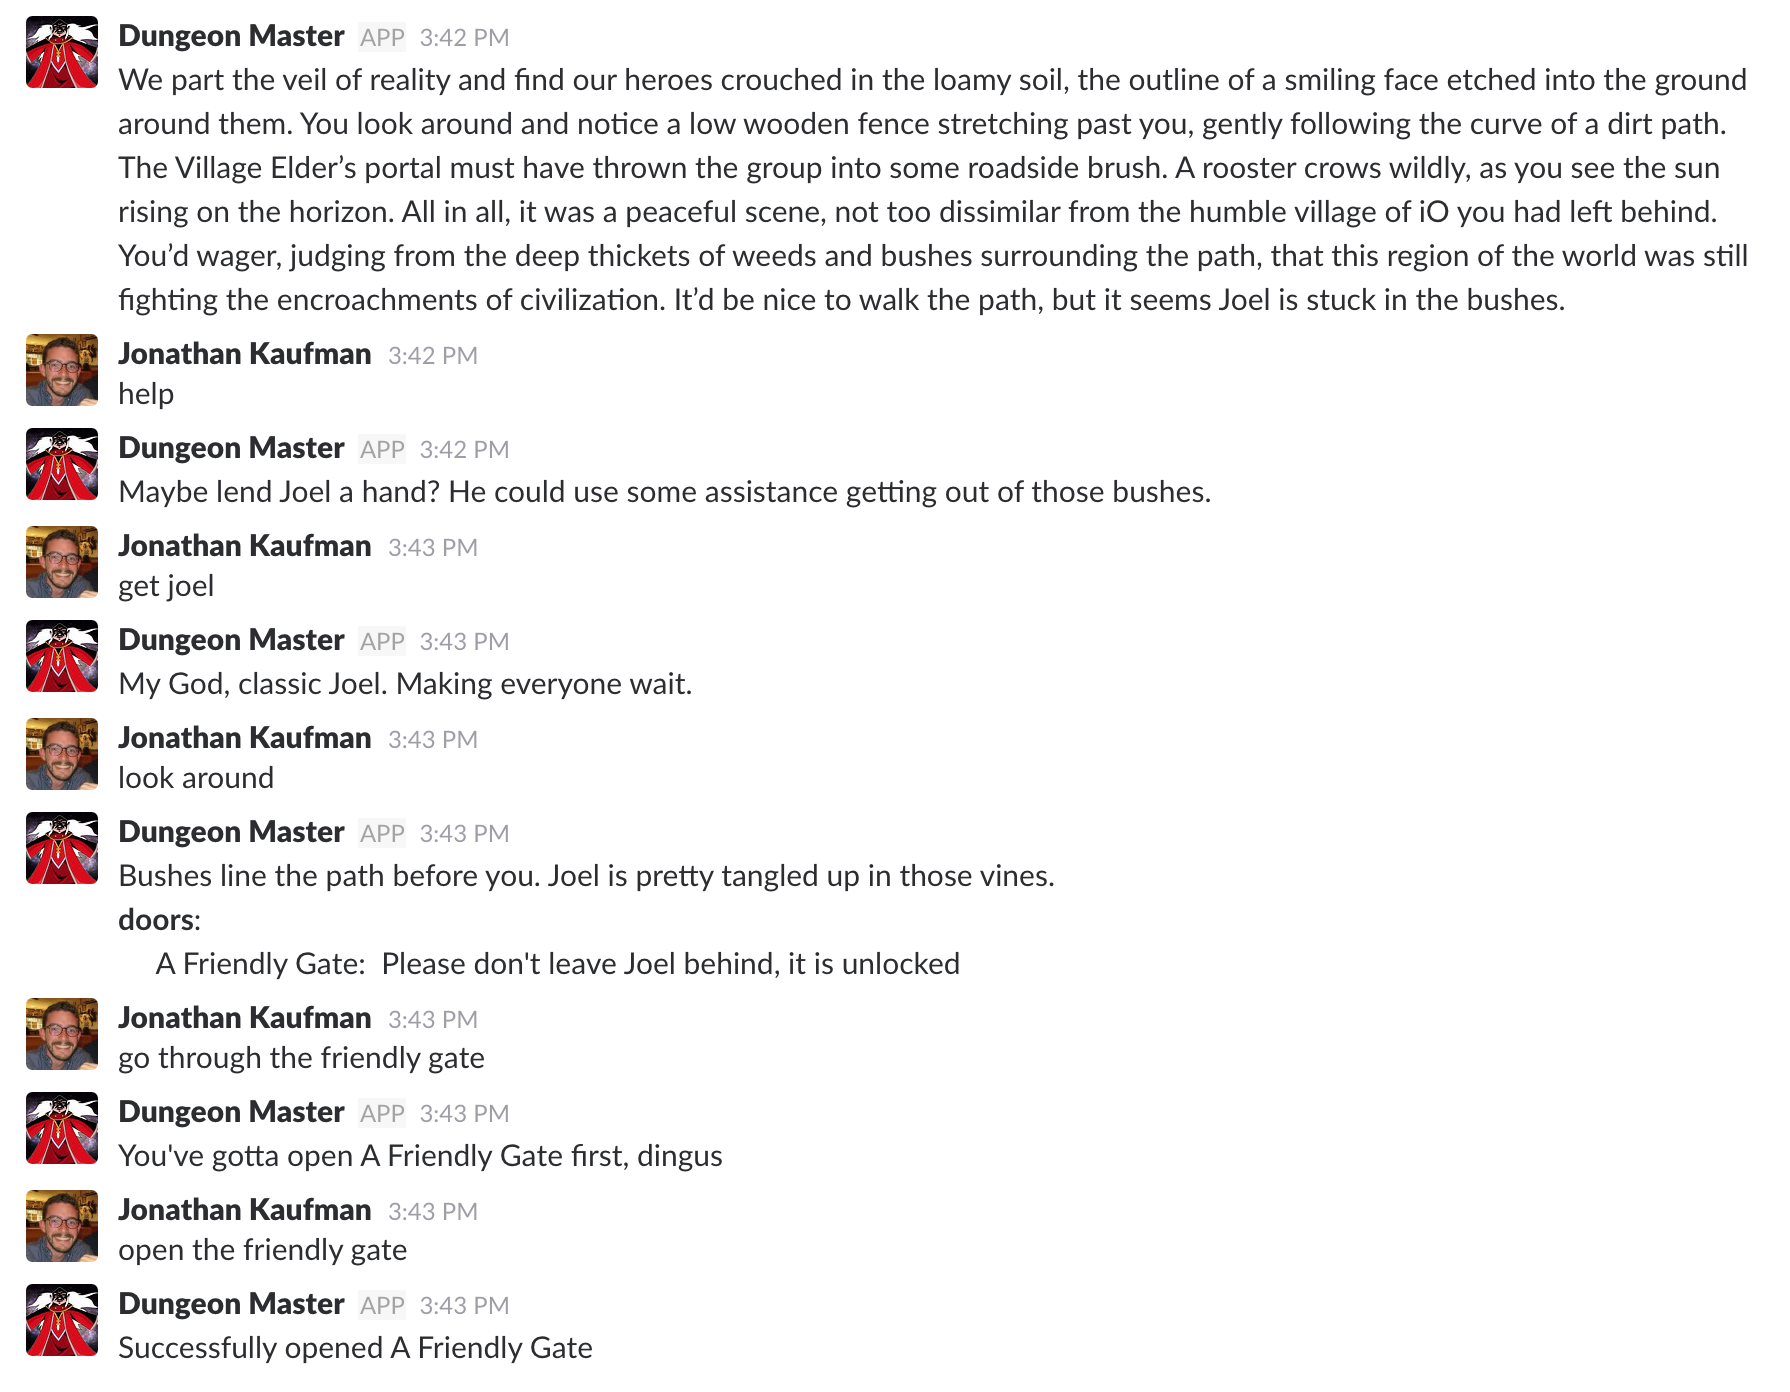 Dungeon Master APP 3:42 PM
We part the veil of reality and find our heroes crouched in the loamy soil, the outline of a smiling face etched into the ground
around them. You look around and notice a low wooden fence stretching past you, gently following the curve of a dirt path.
The Village Elder’s portal must have thrown the group into some roadside brush. A rooster crows wildly, as you see the sun
rising on the horizon. All in all, it was a peaceful scene, not too dissimilar from the humble village of iO you had left behind.
You’d wager, judging from the deep thickets of weeds and bushes surrounding the path, that this region of the world was still
fighting the encroachments of civilization. It’d be nice to walk the path, but it seems Joel is stuck in the bushes.
Jonathan Kaufman 3:42 PM
help
Dungeon Master APP 3:42 PM
Maybe lend Joel a hand? He could use some assistance getting out of those bushes.
Jonathan Kaufman 3:43 PM
get joel
Dungeon Master APP 3:43 PM
My God, classic Joel. Making everyone wait.
Jonathan Kaufman 3:43 PM
look around
Dungeon Master APP 3:43 PM
Bushes line the path before you. Joel is pretty tangled up in those vines.
doors:
A Friendly Gate:  Please don't leave Joel behind, it is unlocked
Jonathan Kaufman 3:43 PM
go through the friendly gate
Dungeon Master APP 3:43 PM
You've gotta open A Friendly Gate first, dingus
Jonathan Kaufman 3:43 PM
open the friendly gate
Dungeon Master APP 3:43 PM
Successfully opened A Friendly Gate